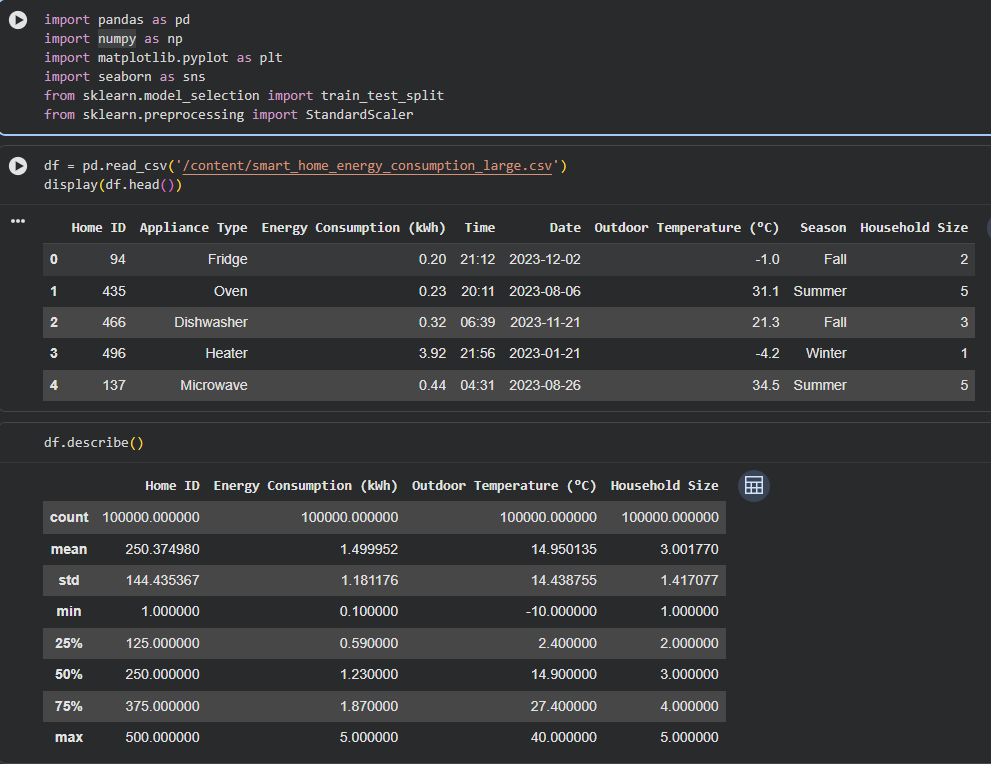 import pandas as pd
import numpy as np
import matplotlib.pyplot as plt
import seaborn as sns
from sklearn.model_selection import train_test_split
from sklearn.preprocessing import StandardScaler
df = pd.read_csv('/content/smart_home_energy_consumption_large.csv')
display(df.head())
Home ID Appliance Type Energy Consumption (kWh) Time Date Outdoor Temperature (°C) Season Household Size
0 94 Fridge 0.20 21:12 2023-12-02 -1.0 Fall 2
1 435 Oven 0.23 20:11 2023-08-06 31.1 Summer 5
2 466 Dishwasher 0.32 06:39 2023-11-21 21.3 Fall 3
3 496 Heater 3.92 21:56 2023-01-21 -4.2 Winter 1
4 137 Microwave 0.44 04:31 2023-08-26 34.5 Summer 5
df.describe()
Home ID Energy Consumption (kWh) Outdoor Temperature (°C) Household Size
count 100000.000000 100000.000000 100000.000000 100000.000000
mean 250.374980 1.499952 14.950135 3.001770
std 144.435367 1.181176 14.438755 1.417077
min 1.000000 0.100000 -10.000000 1.000000
25% 125.000000 0.590000 2.400000 2.000000
50% 250.000000 1.230000 14.900000 3.000000
75% 375.000000 1.870000 27.400000 4.000000
max 500.000000 5.000000 40.000000 5.000000